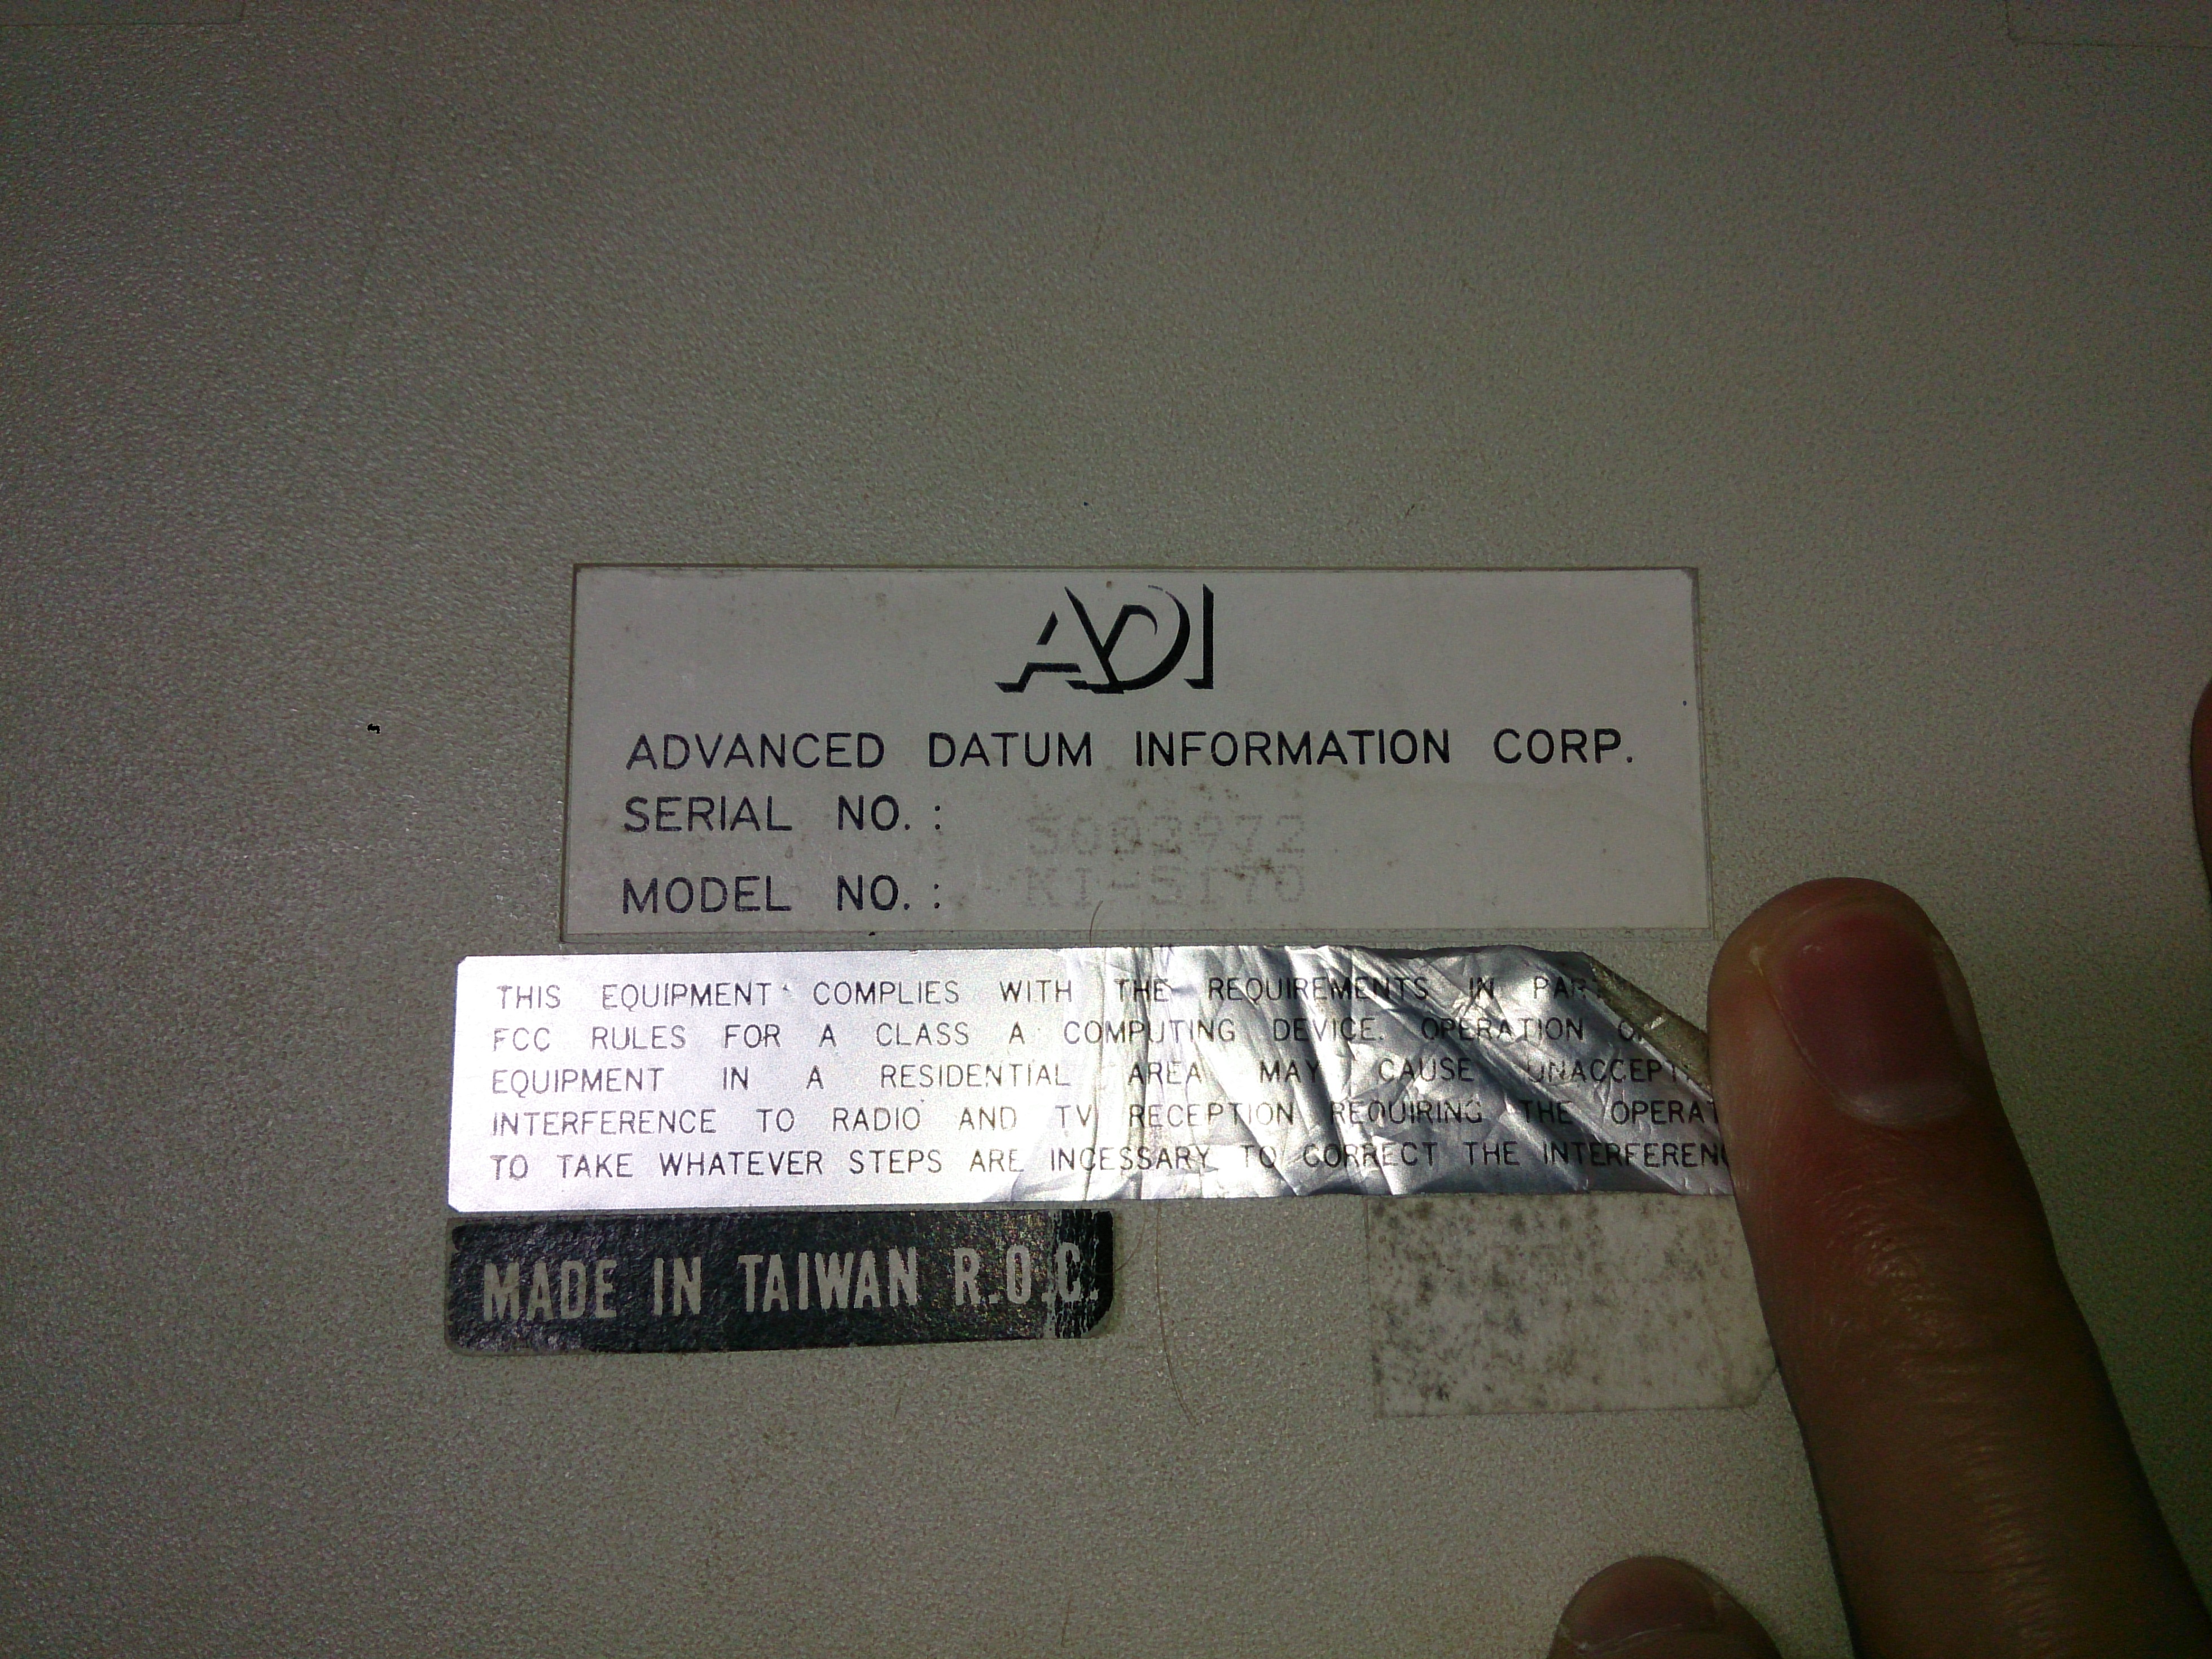 ADI
ADVANCED DATUM INFORMATION CORP.
SERIAL NO.:
MODEL NO.: KI-5170
THIS EQUIPMENT COMPLIES WITH THE REQUIREMENTS IN
FCC RULES FOR A CLASS A COMPUTING DEVICE. OPERATION
EQUIPMENT IN A RESIDENTIAL AREA MAY CAUSE
INTERFERENCE TO RADIO AND TV RECEPTION REQUIRING THE
TO TAKE WHATEVER STEPS ARE INCESSARY TO CORRECT THE
MADE IN TAIWAN R.O.C.